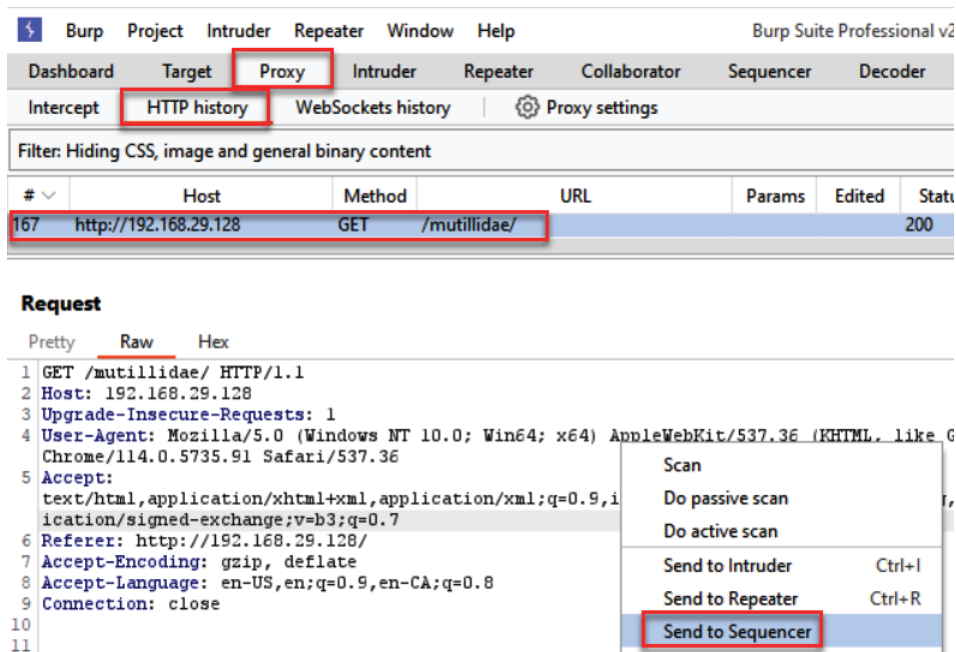 Burp Project Intruder Repeater Window Help Burp Suite Professional v2
Dashboard Target Proxy Intruder Repeater Collaborator Sequencer Decoder
Intercept HTTP history WebSockets history Proxy settings
Filter: Hiding CSS, image and general binary content
# Host Method URL Params Edited Statu
167 http://192.168.29.128 GET /mutillidae/ 200
Request
Pretty Raw Hex
1 GET /mutillidae/ HTTP/1.1
2 Host: 192.168.29.128
3 Upgrade-Insecure-Requests: 1
4 User-Agent: Mozilla/5.0 (Windows NT 10.0; Win64; x64) AppleWebKit/537.36 (KHTML, like G
Chrome/114.0.5735.91 Safari/537.36
5 Accept:
text/html,application/xhtml+xml,application/xml;q=0.9,i
ication/signed-exchange;v=b3;q=0.7
6 Referer: http://192.168.29.128/
7 Accept-Encoding: gzip, deflate
8 Accept-Language: en-US,en;q=0.9,en-CA;q=0.8
9 Connection: close
10
11
Scan
Do passive scan
Do active scan
Send to Intruder Ctrl+I
Send to Repeater Ctrl+R
Send to Sequencer